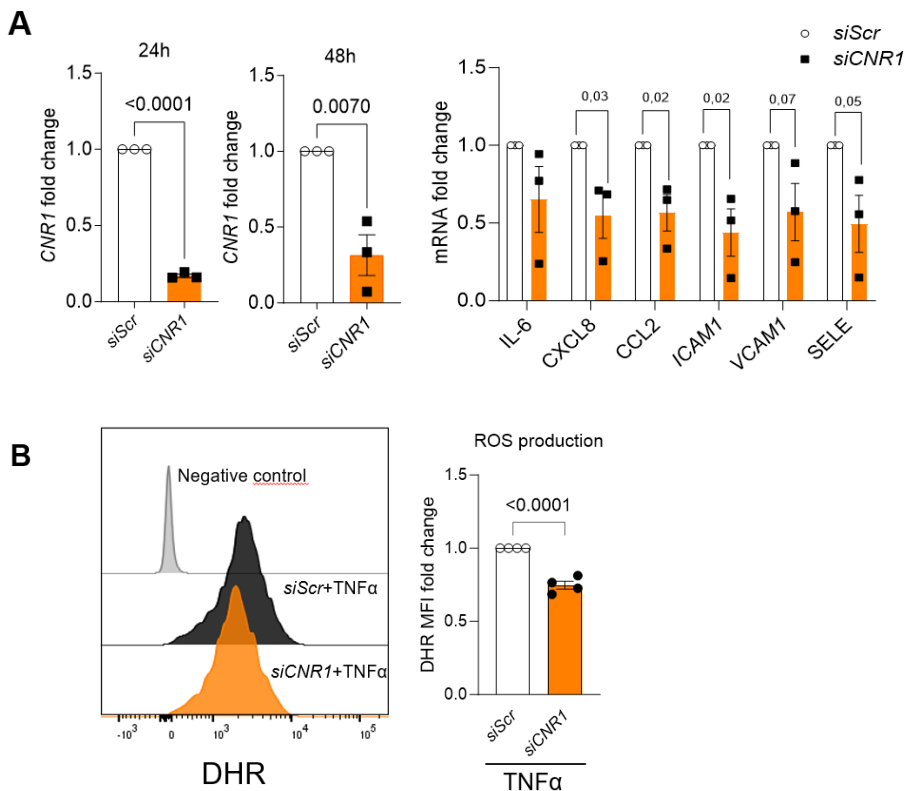 A
24h
CNR1 fold change
1.5
1.0
0.5
0.0
<0.0001
siScr
siCNR1
48h
CNR1 fold change
1.5
1.0
0.5
0.0
0.0070
siScr
siCNR1
siScr
siCNR1
mRNA fold change
1.5
1.0
0.5
0.0
0,03
0,02
0,02
0,07
0,05
IL-6
CXCL8
CCL2
ICAM1
VCAM1
SELE
B
Negative control
siScr+TNFα
siCNR1+TNFα
-10³
0
10³
10⁴
10⁵
DHR
ROS production
DHR MFI fold change
1.5
1.0
0.5
0.0
<0.0001
siScr
siCNR1
TNFα